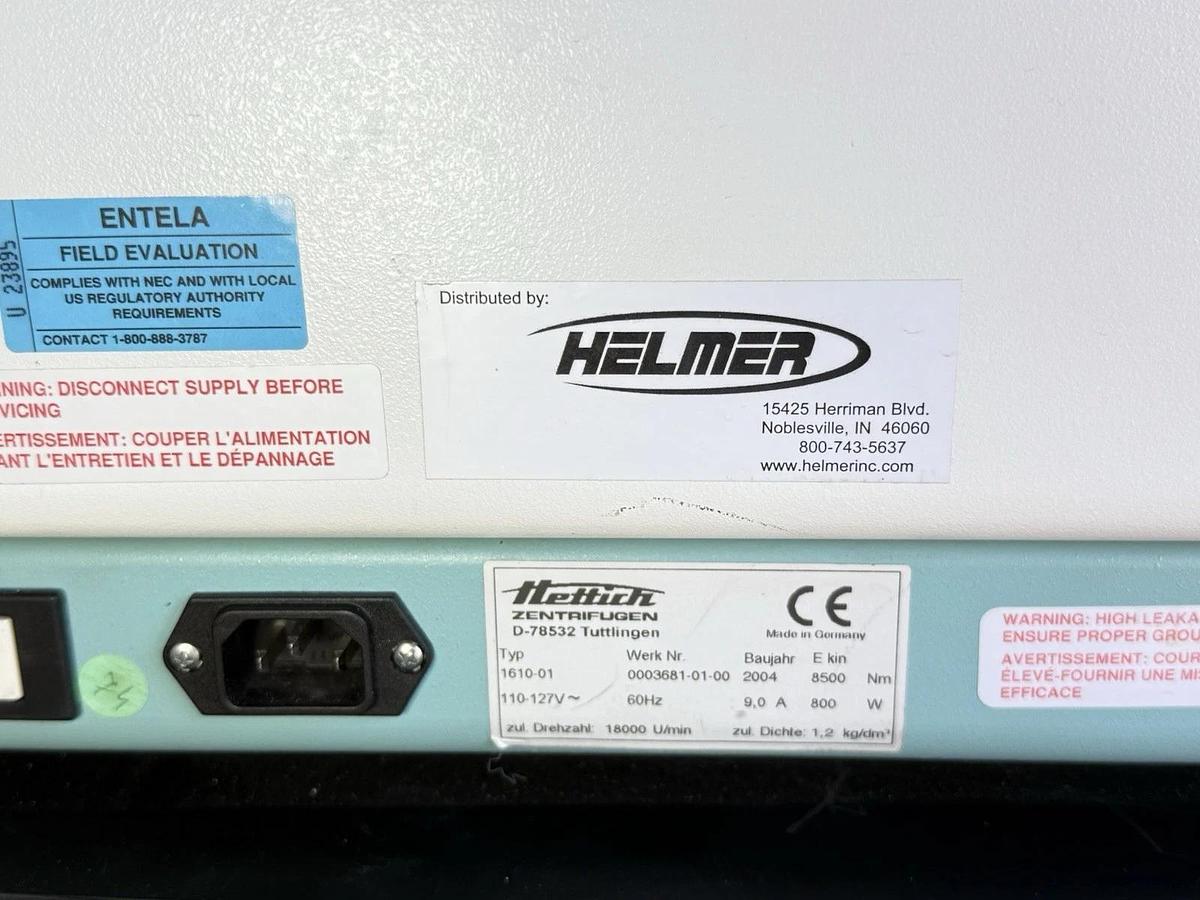 ENTELA
FIELD EVALUATION
COMPLIES WITH NEC AND WITH LOCAL
US REGULATORY AUTHORITY
REQUIREMENTS
CONTACT 1-800-888-3787
U 23895
NING: DISCONNECT SUPPLY BEFORE
VICING
ERTISSEMENT: COUPER L'ALIMENTATION
ANT L'ENTRETIEN ET LE DÉPANNAGE
Distributed by:
HELMER
15425 Herriman Blvd.
Noblesville, IN 46060
800-743-5637
www.helmerinc.com
Hettich
ZENTRIFUGEN
D-78532 Tuttlingen
CE
Made in Germany
Typ Werk Nr. Baujahr E kin
1610-01 0003681-01-00 2004 8500 Nm
110-127V~ 60Hz 9,0 A 800 W
zul. Drehzahl: 18000 U/min zul. Dichte: 1,2 kg/dm³
WARNING: HIGH LEAKA
ENSURE PROPER GROU
AVERTISSEMENT: COUR
ÉLEVÉ-FOURNIR UNE MIS
EFFICACE